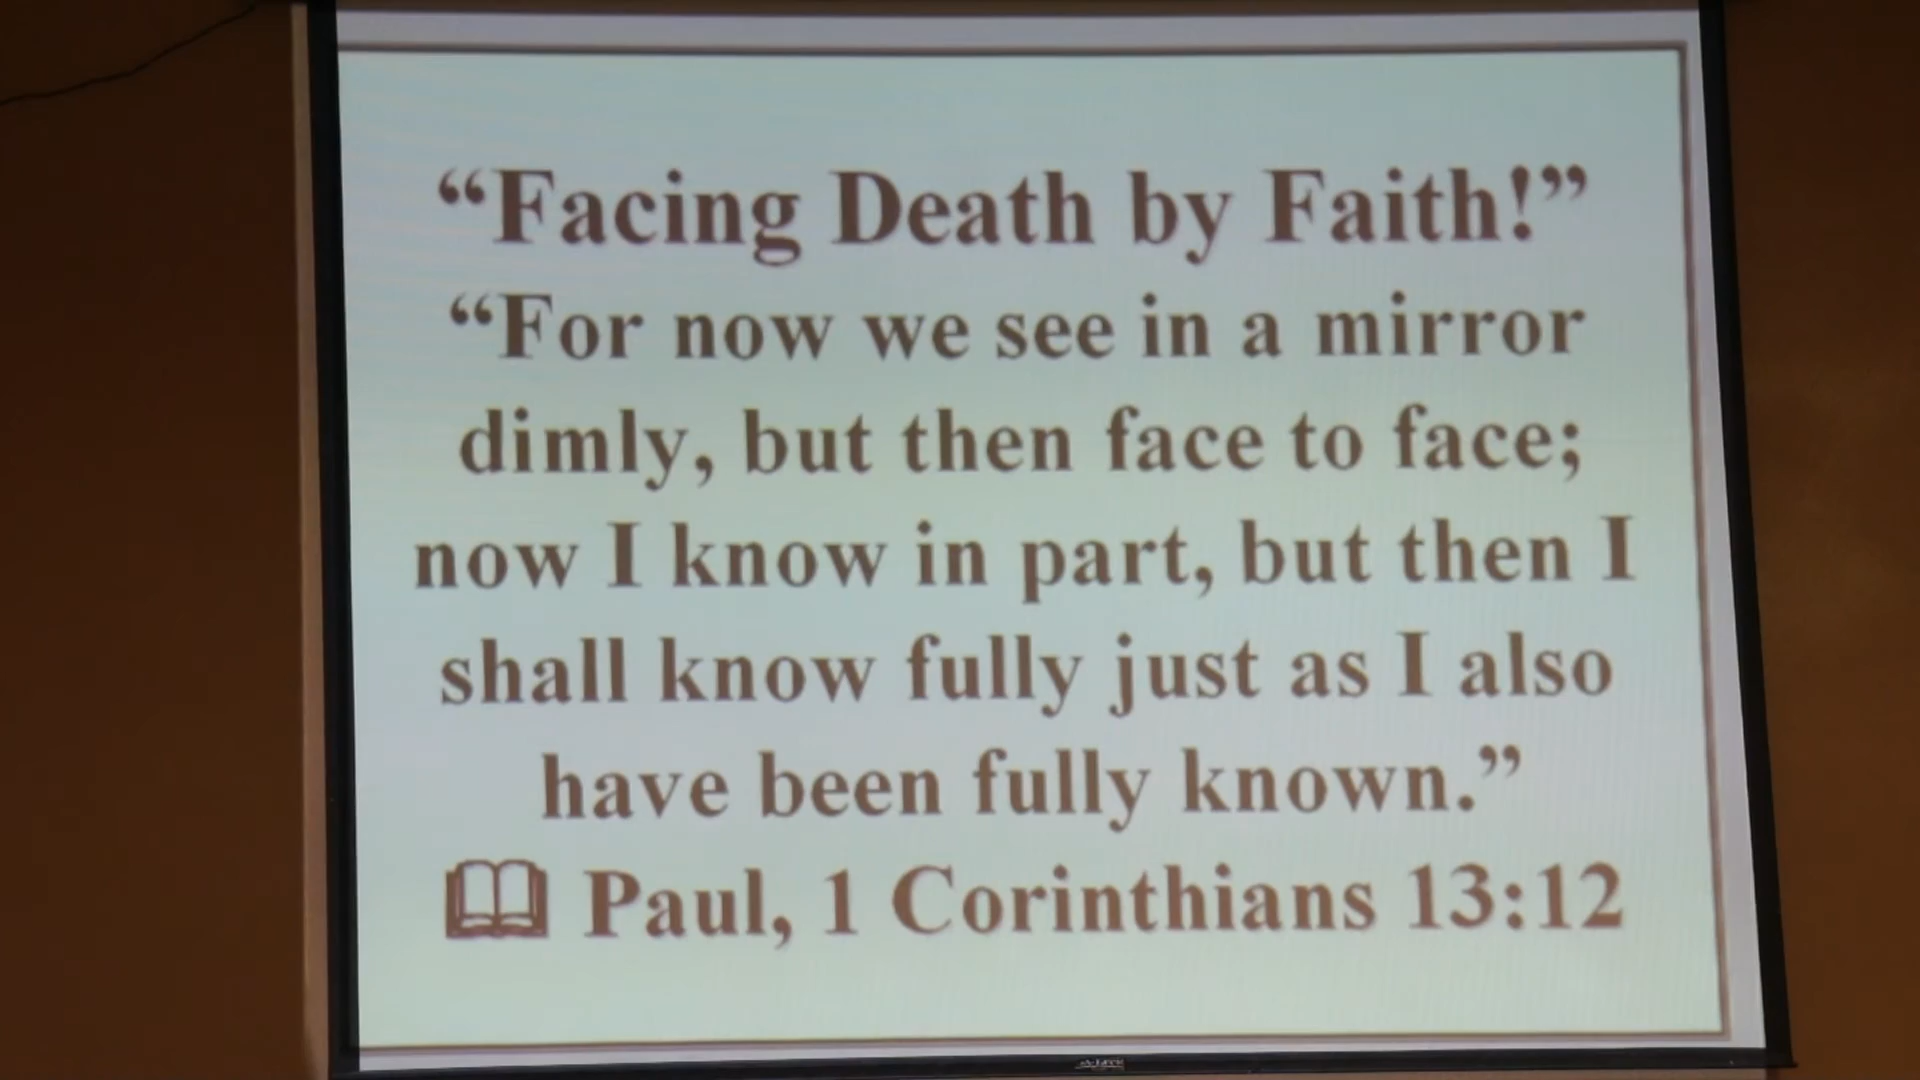 “Facing Death by Faith!”
“For now we see in a mirror
dimly, but then face to face;
now I know in part, but then I
shall know fully just as I also
have been fully known.”
Paul, 1 Corinthians 13:12